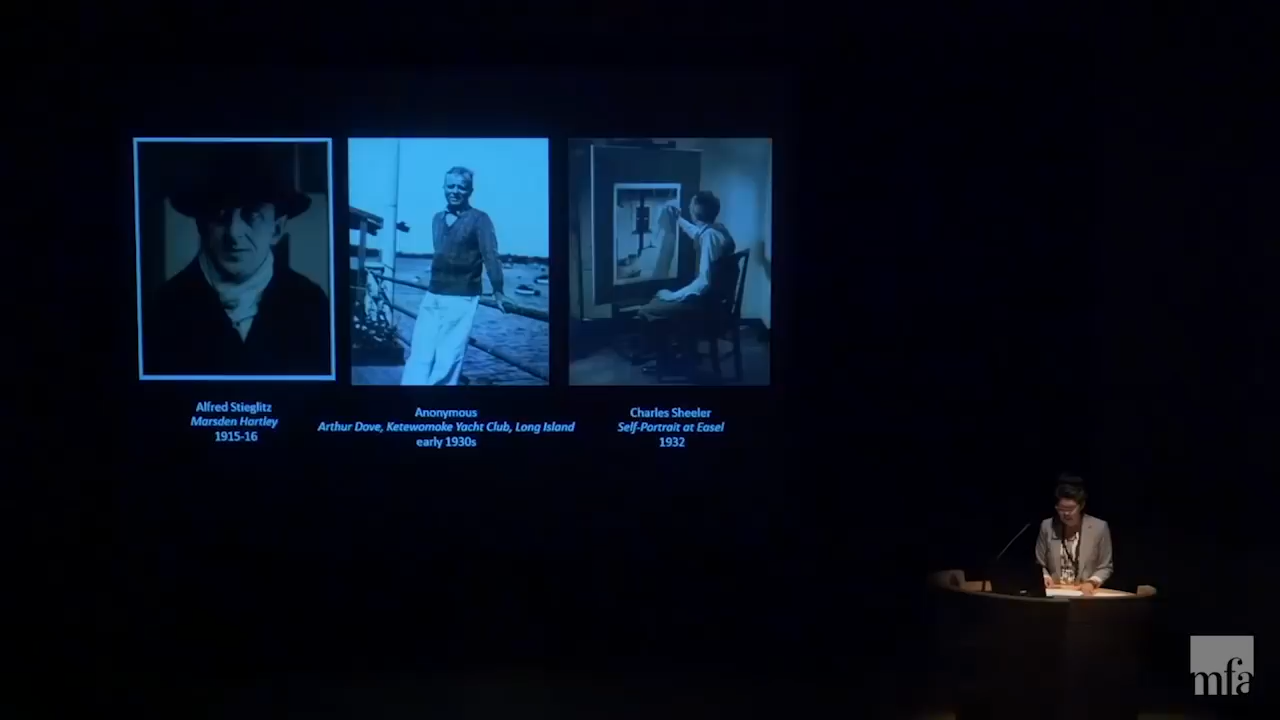 Alfred Stieglitz
Marsden Hartley
1915-16
Anonymous
Arthur Dove, Ketewomoke Yacht Club, Long Island
early 1930s
Charles Sheeler
Self-Portrait at Easel
1932
mfa